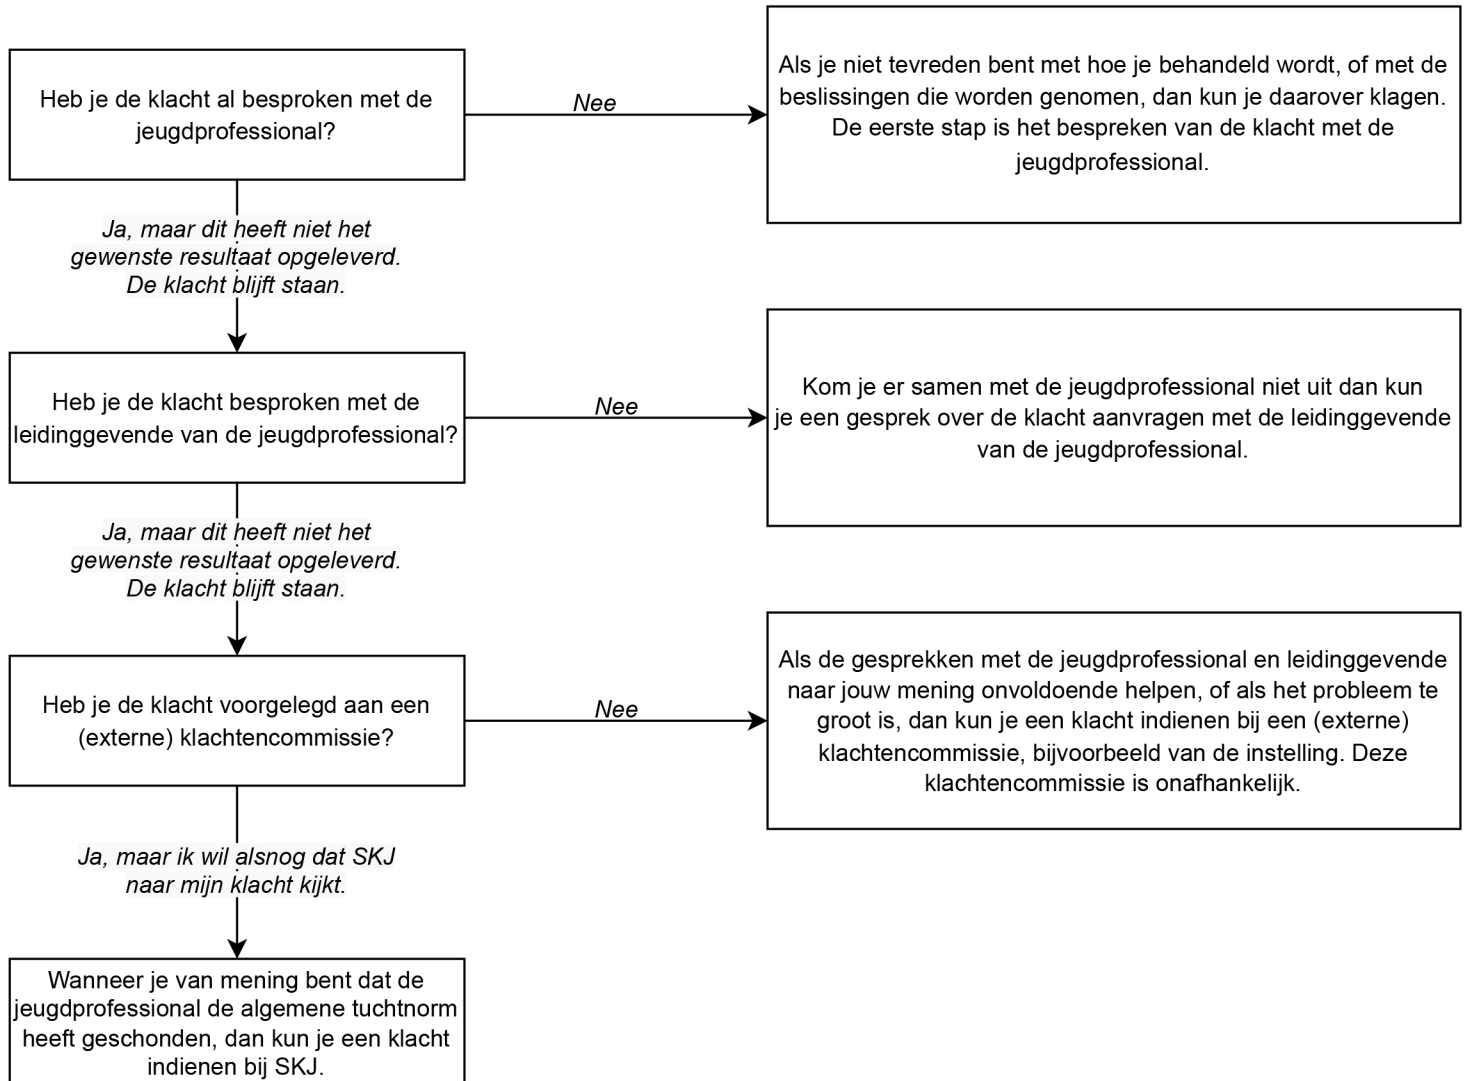 Heb je de klacht al besproken met de
jeugdprofessional?
Nee
Als je niet tevreden bent met hoe je behandeld wordt, of met de
beslissingen die worden genomen, dan kun je daarover klagen.
De eerste stap is het bespreken van de klacht met de
jeugdprofessional.
Ja, maar dit heeft niet het
gewenste resultaat opgeleverd.
De klacht blijft staan.
Heb je de klacht besproken met de
leidinggevende van de jeugdprofessional?
Nee
Kom je er samen met de jeugdprofessional niet uit dan kun
je een gesprek over de klacht aanvragen met de leidinggevende
van de jeugdprofessional.
Ja, maar dit heeft niet het
gewenste resultaat opgeleverd.
De klacht blijft staan.
Heb je de klacht voorgelegd aan een
(externe) klachtencommissie?
Nee
Als de gesprekken met de jeugdprofessional en leidinggevende
naar jouw mening onvoldoende helpen, of als het probleem te
groot is, dan kun je een klacht indienen bij een (externe)
klachtencommissie, bijvoorbeeld van de instelling. Deze
klachtencommissie is onafhankelijk.
Ja, maar ik wil alsnog dat SKJ
naar mijn klacht kijkt.
Wanneer je van mening bent dat de
jeugdprofessional de algemene tuchtnorm
heeft geschonden, dan kun je een klacht
indienen bij SKJ.